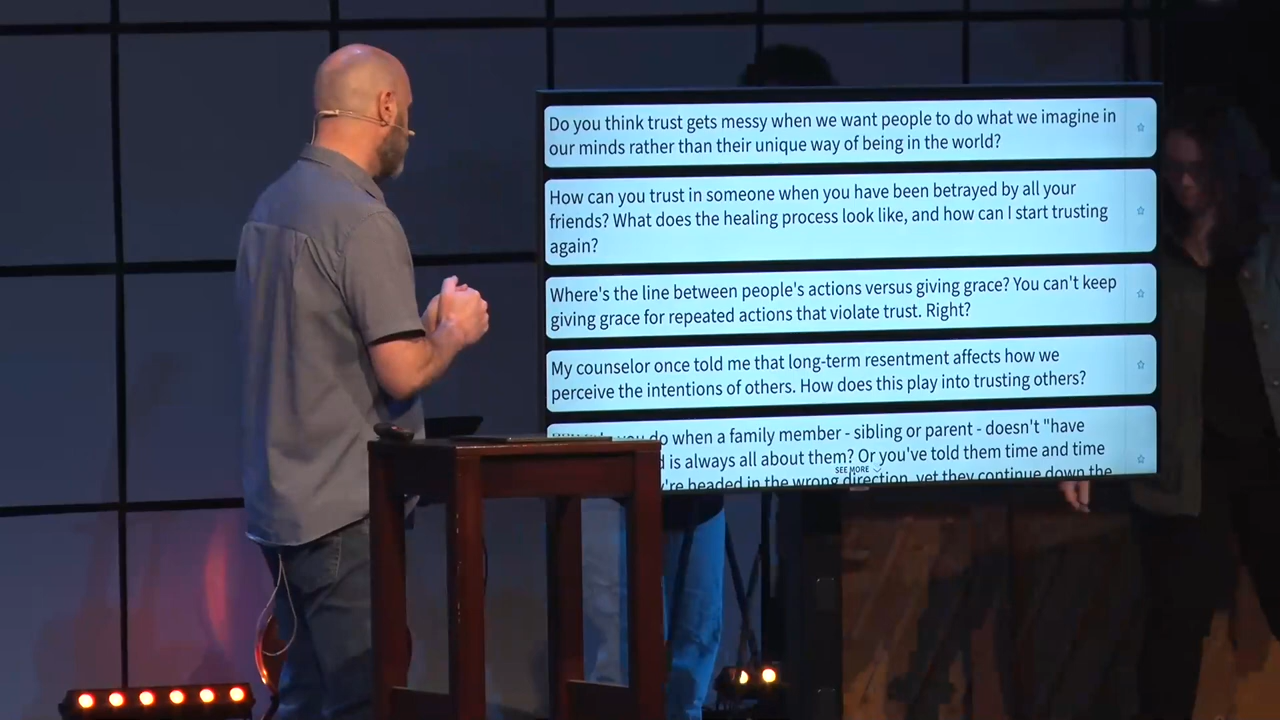 Do you think trust gets messy when we want people to do what we imagine in
our minds rather than their unique way of being in the world?
How can you trust in someone when you have been betrayed by all your
friends? What does the healing process look like, and how can I start trusting
again?
Where's the line between people's actions versus giving grace? You can't keep
giving grace for repeated actions that violate trust. Right?
My counselor once told me that long-term resentment affects how we
perceive the intentions of others. How does this play into trusting others?
do when a family member - sibling or parent - doesn't "have
is always all about them? Or you've told them time and time
SEE MORE
headed in the wrong direction, yet they continue down the